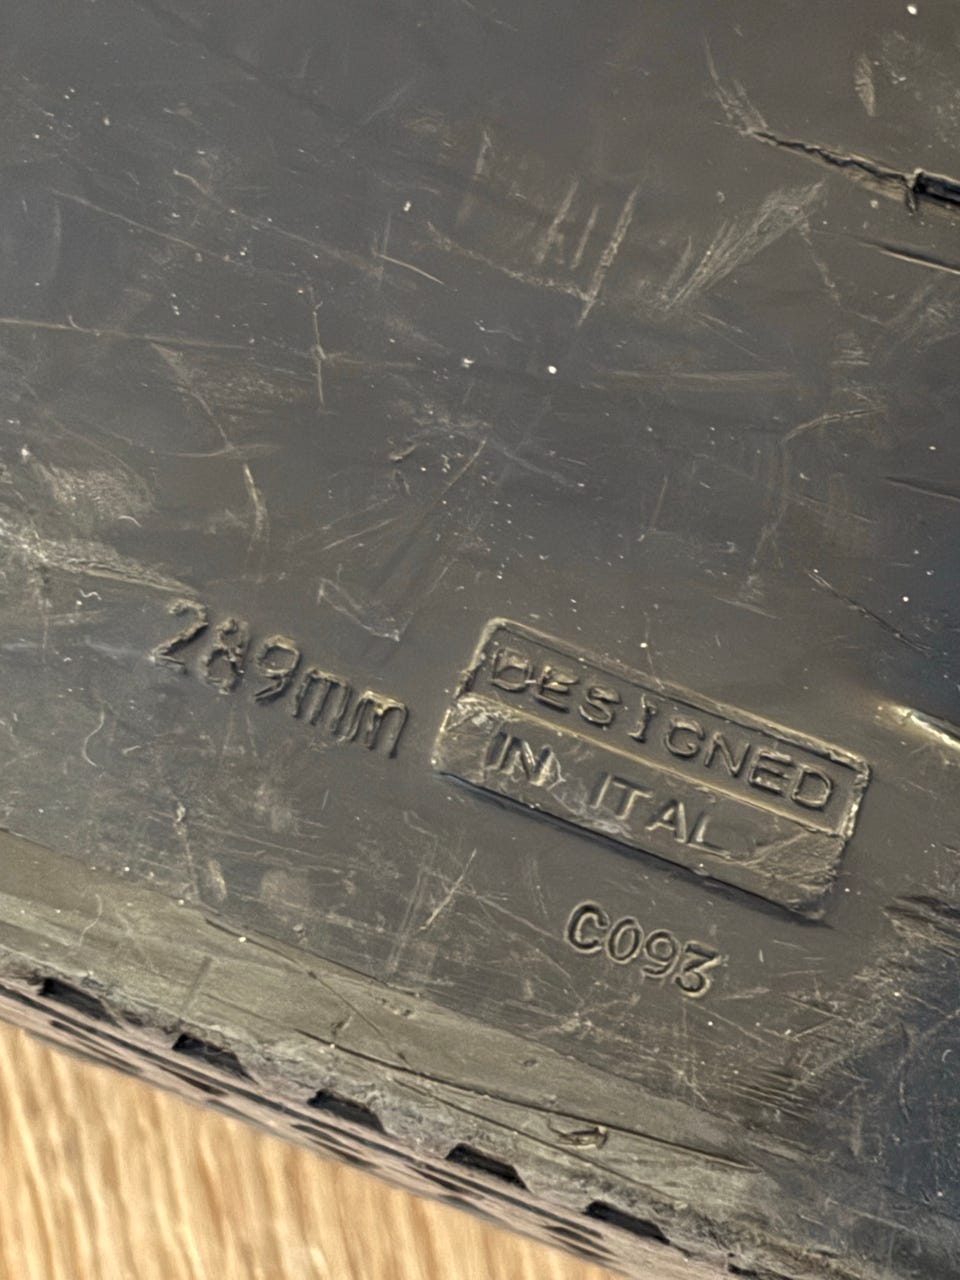 289mm
DESIGNED
IN ITAL
C093